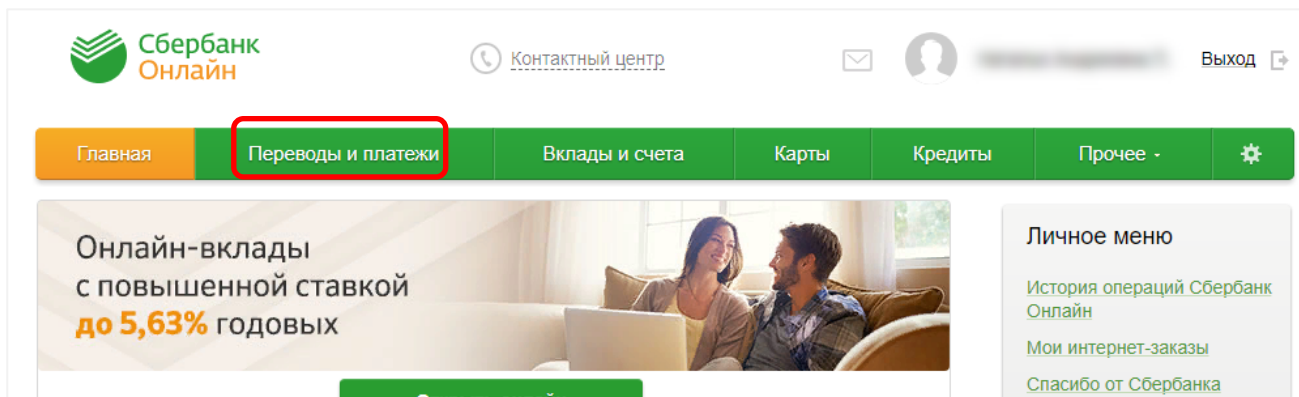 Сбербанк
Онлайн
Контактный центр
Выход
Главная
Переводы и платежи
Вклады и счета
Карты
Кредиты
Прочее
Онлайн-вклады
с повышенной ставкой
до 5,63% годовых
Личное меню
История операций Сбербанк
Онлайн
Мои интернет-заказы
Спасибо от Сбербанка